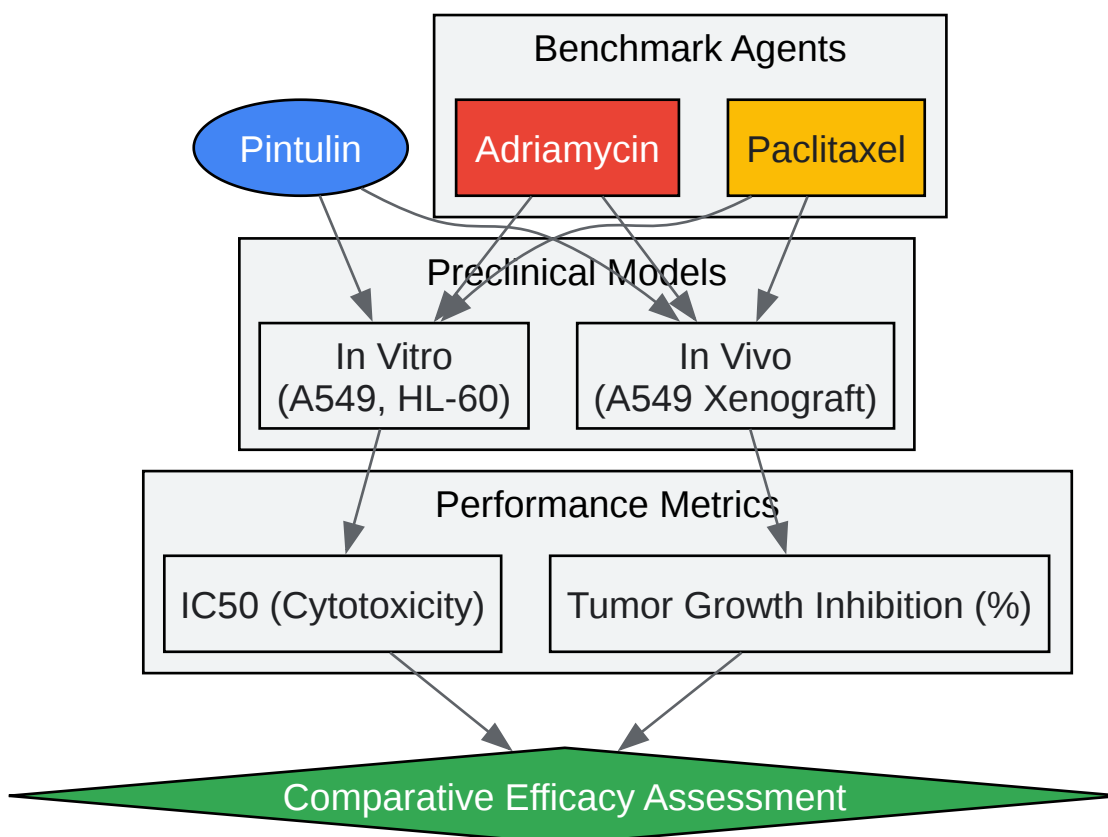 Benchmark Agents
Pintulin
Adriamycin
Paclitaxel
Preclinical Models
In Vitro
(A549, HL-60)
In Vivo
(A549 Xenograft)
Performance Metrics
IC50 (Cytotoxicity)
Tumor Growth Inhibition (%)
Comparative Efficacy Assessment